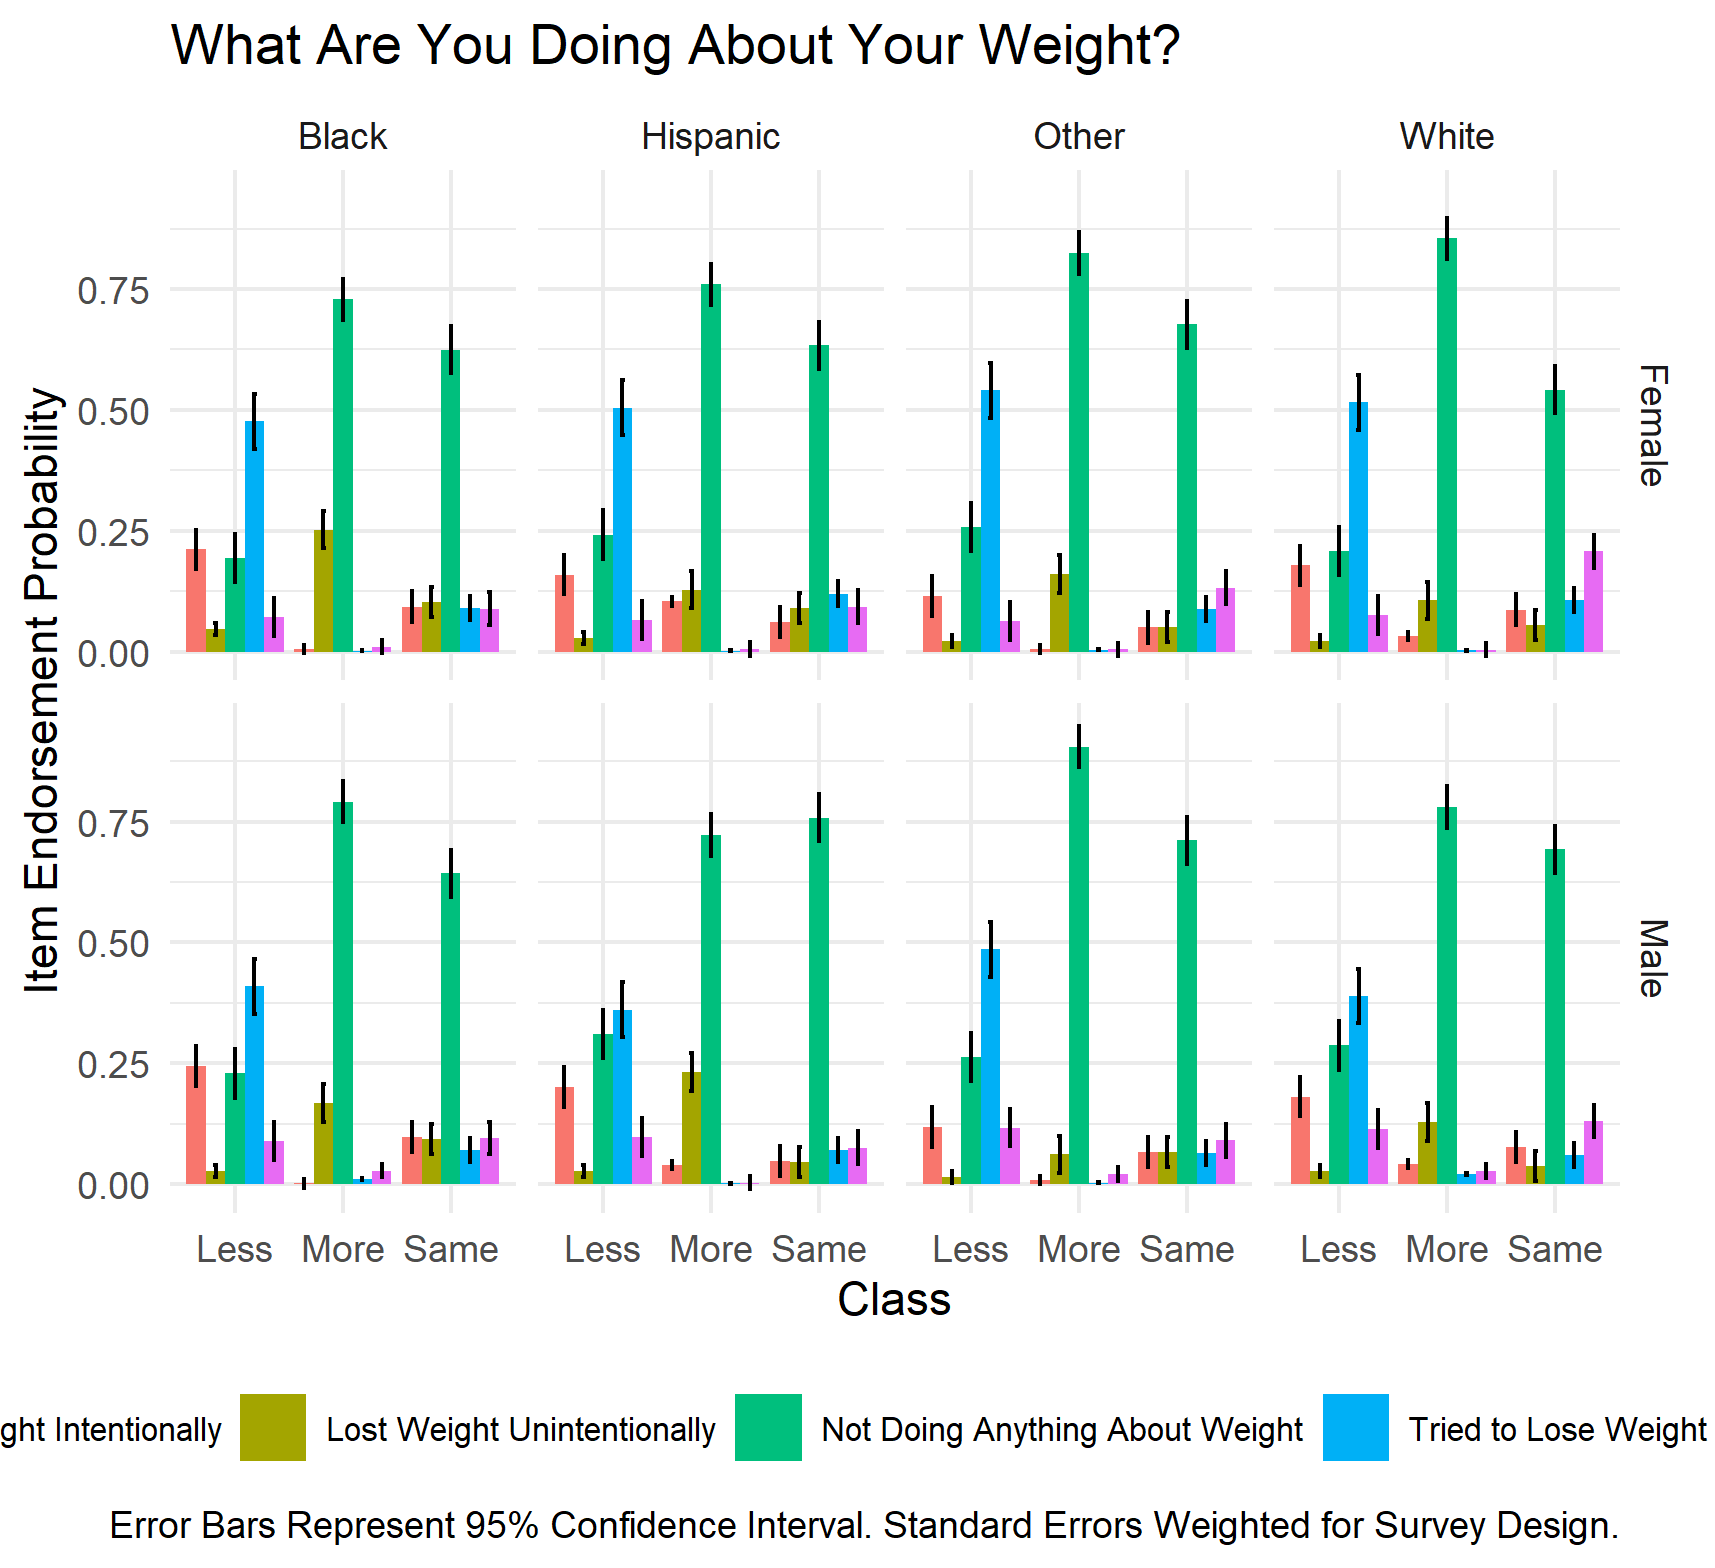 What Are You Doing About Your Weight?
Black Hispanic Other White
Item Endorsement Probability
0.75
0.50
0.25
0.00
Female
0.75
0.50
0.25
0.00
Male
Less More Same Less More Same Less More Same Less More Same
Class
ght Intentionally Lost Weight Unintentionally Not Doing Anything About Weight Tried to Lose Weight
Error Bars Represent 95% Confidence Interval. Standard Errors Weighted for Survey Design.